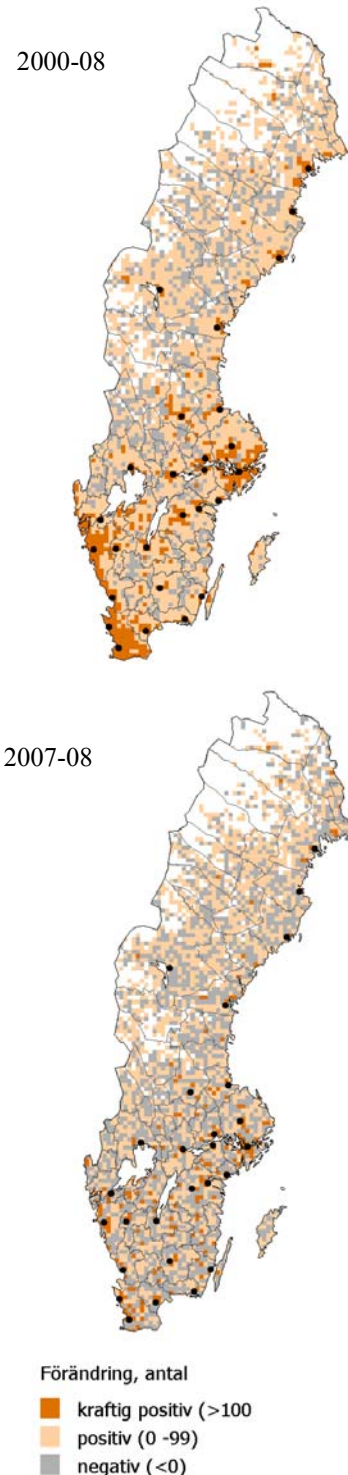 2000-08
2007-08
Förändring, antal
kraftig positiv (>100
positiv (0 -99)
negativ (<0)